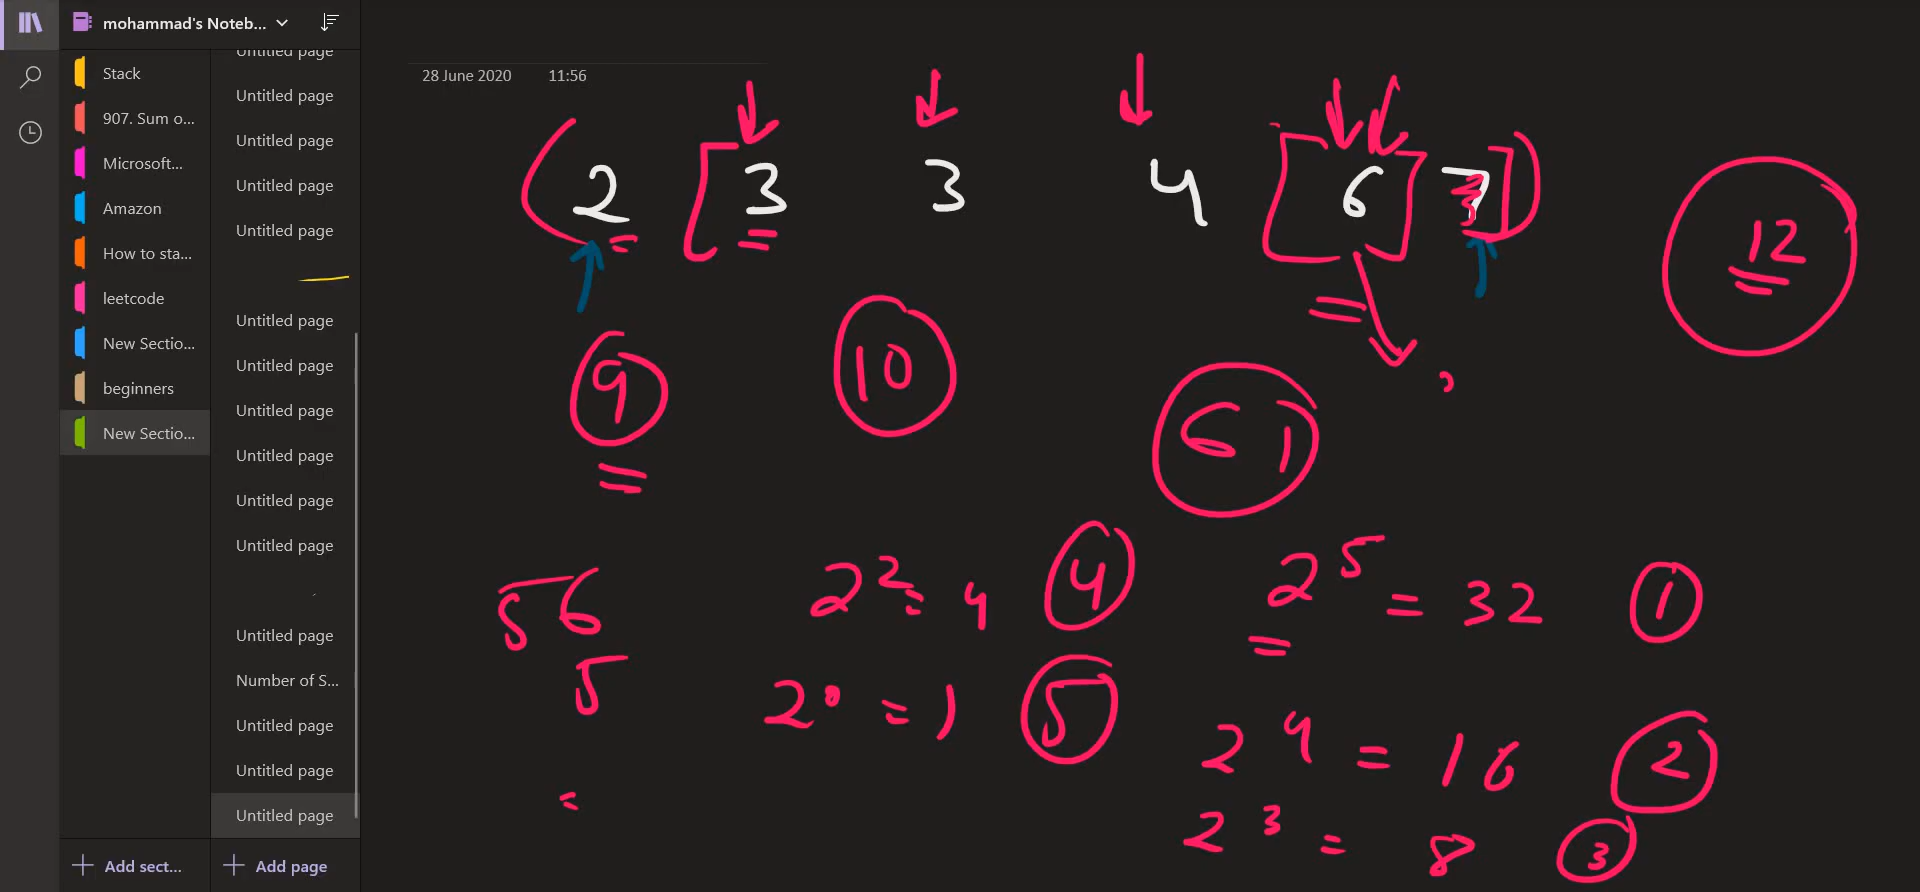 mohammad's Noteb...
Stack
907. Sum o...
Microsoft...
Amazon
How to sta...
leetcode
New Sectio...
beginners
New Sectio...
Add sect...
Untitled page
Untitled page
Untitled page
Untitled page
Untitled page
Untitled page
Untitled page
Untitled page
Untitled page
Untitled page
Untitled page
Untitled page
Number of S...
Untitled page
Untitled page
Untitled page
Add page
28 June 2020 11:56
( 2 [ 3 3 4 [ 6 ] 7 ] )
12
9 10 61
56
5
=
2² = 4 4
2⁰ = 1 5
2⁵ = 32 1
2⁴ = 16 2
2³ = 8 3